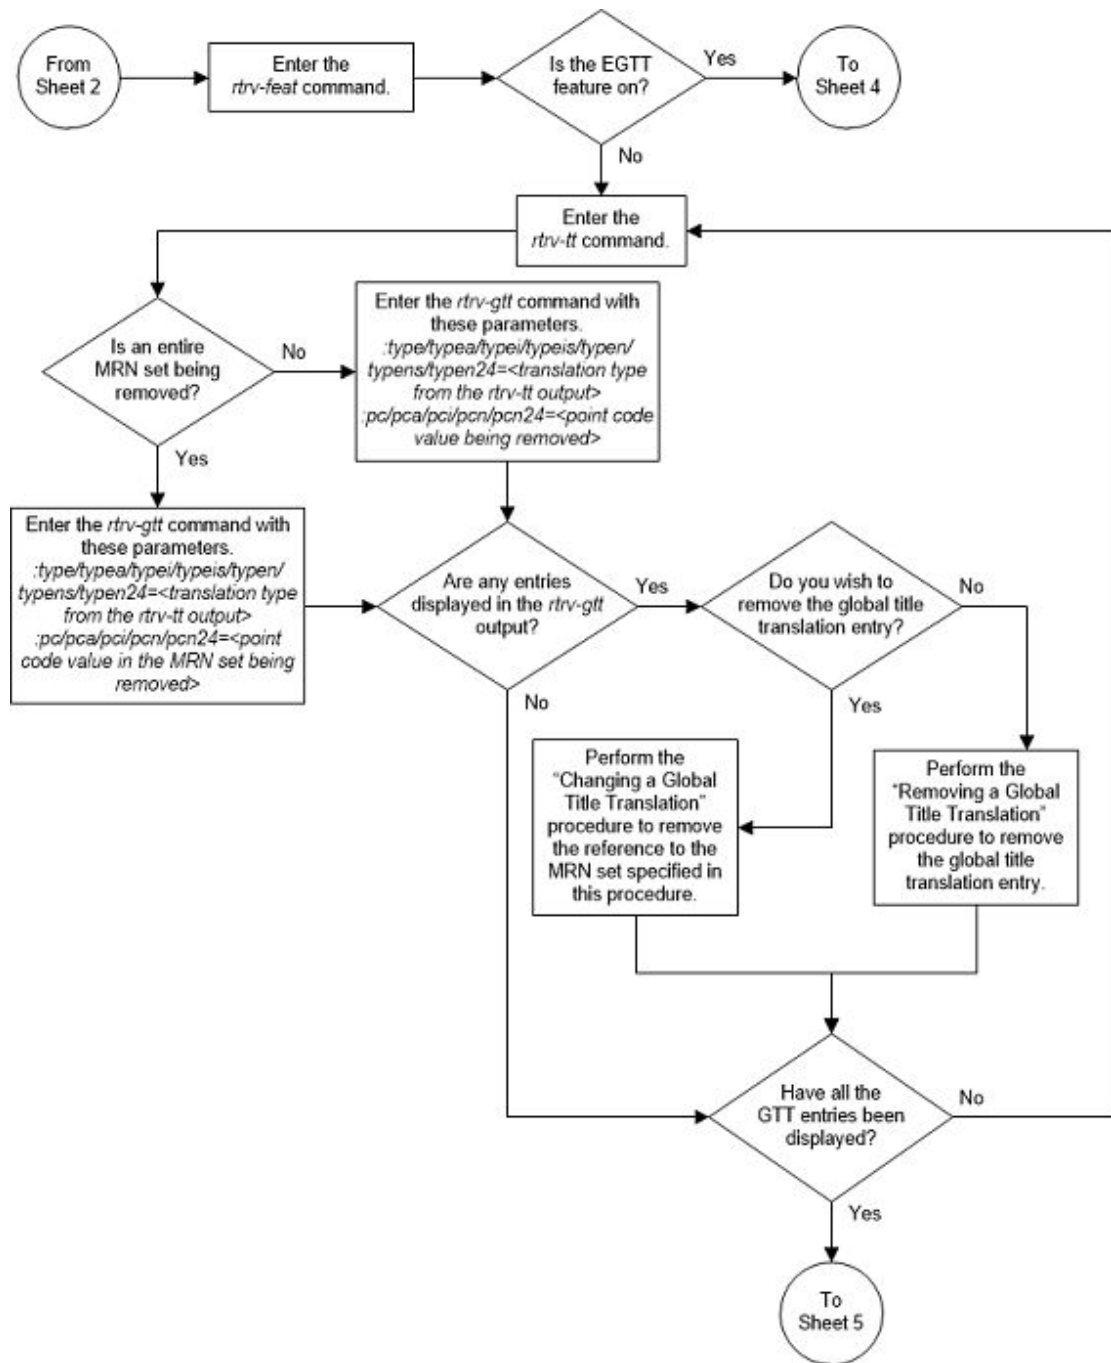 From
Sheet 2
Enter the
rtrv-feat command.
Is the EGTT
feature on?
Yes
To
Sheet 4
No
Enter the
rtrv-tt command.
Is an entire
MRN set being
removed?
No
Enter the rtrv-gtt command with
these parameters.
:type/typea/typei/typeis/typen/
typens/typen24=<translation type
from the rtrv-tt output>
:pc/pca/pci/pcn/pcn24=<point code
value being removed>
Yes
Enter the rtrv-gtt command with
these parameters.
:type/typea/typei/typeis/typen/
typens/typen24=<translation type
from the rtrv-tt output>
:pc/pca/pci/pcn/pcn24=<point
code value in the MRN set being
removed>
Are any entries
displayed in the rtrv-gtt
output?
Yes
No
Do you wish to
remove the global title
translation entry?
No
Yes
Perform the
“Changing a Global
Title Translation”
procedure to remove
the reference to the
MRN set specified in
this procedure.
Perform the
“Removing a Global
Title Translation”
procedure to remove
the global title
translation entry.
Have all the
GTT entries been
displayed?
No
Yes
To
Sheet 5